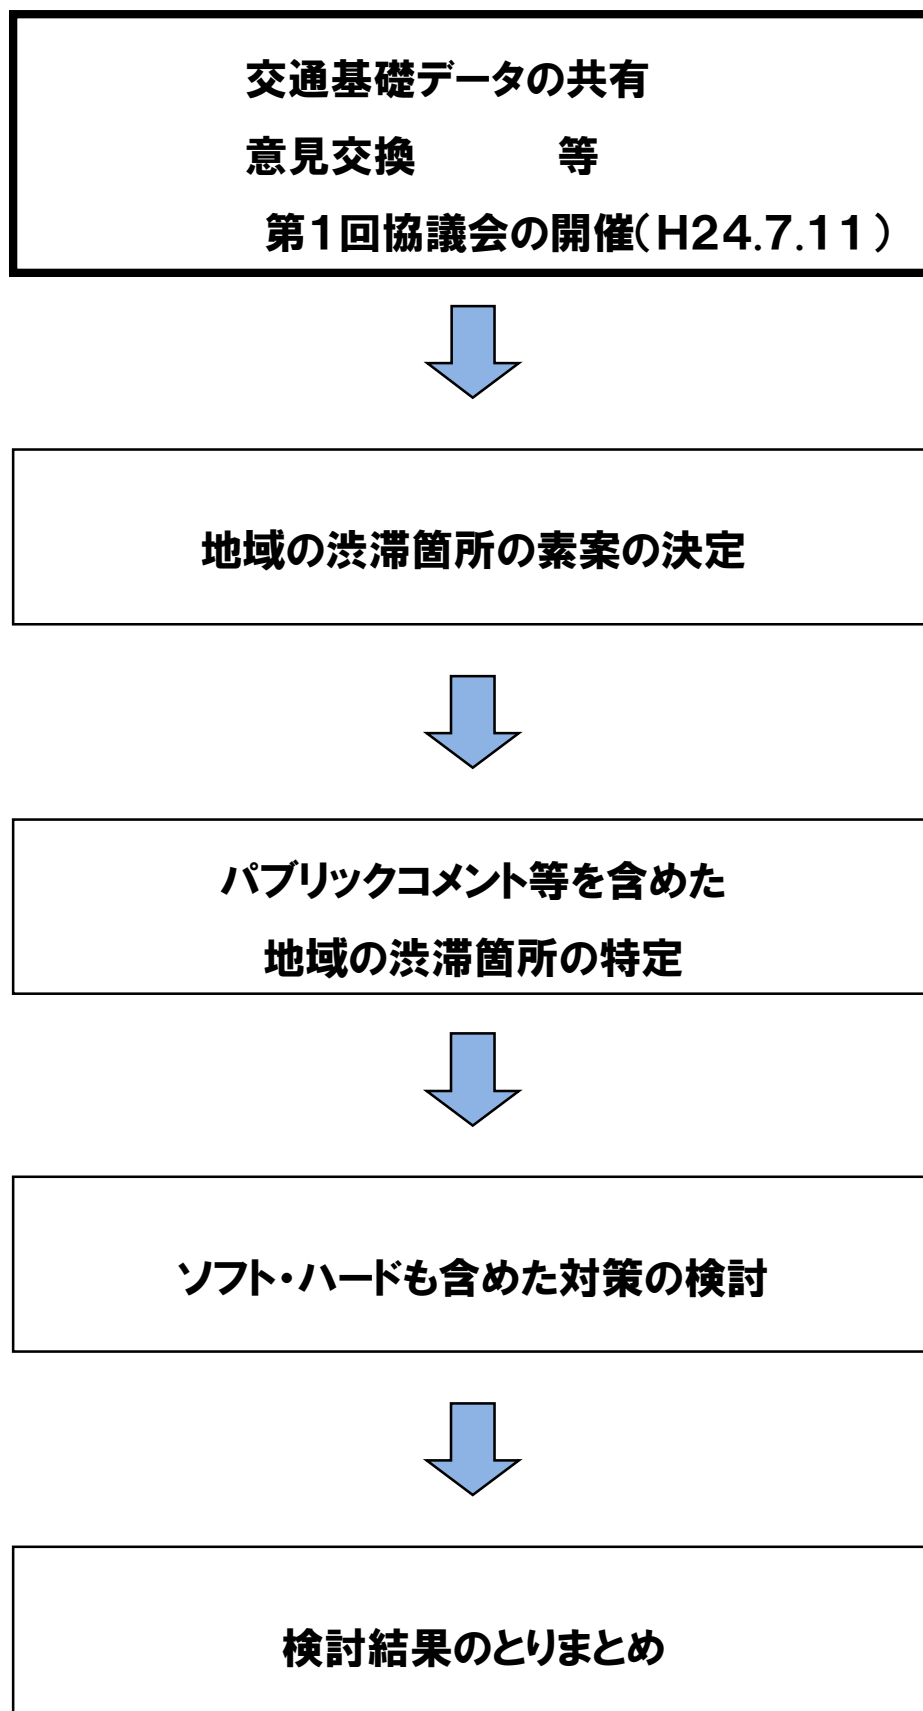 交通基礎データの共有
意見交換　　　等
第1回協議会の開催(H24.7.11)
地域の渋滞箇所の素案の決定
パブリックコメント等を含めた
地域の渋滞箇所の特定
ソフト・ハードも含めた対策の検討
検討結果のとりまとめ